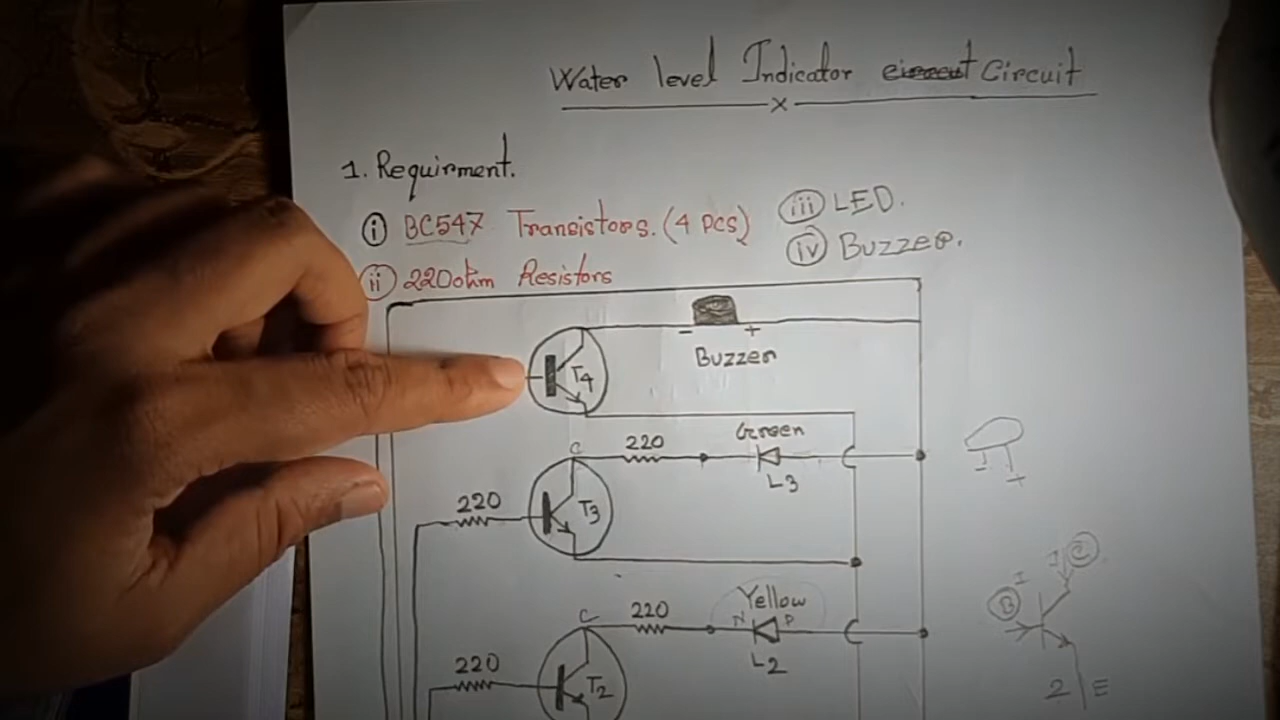 Water level Indicator circuit Circuit
x
1. Requirment.
i BC547 Transistors. (4 Pcs)
iii LED.
ii 220ohm Resistors
iv Buzzer.
- +
T4
Buzzer
Green
C 220
L3
- +
220
T3
Yellow
C 220
N P
L2
220
T2
I C
B I
2 E